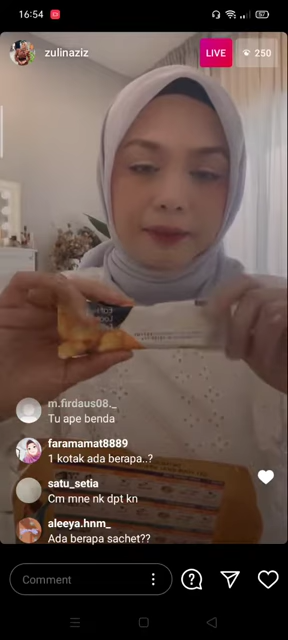 16:54
zulinaziz
LIVE
250
m.firdaus08._
Tu ape benda
faramamat8889
1 kotak ada berapa..?
satu_setia
Cm mne nk dpt kn
aleeya.hnm_
Ada berapa sachet??
Comment